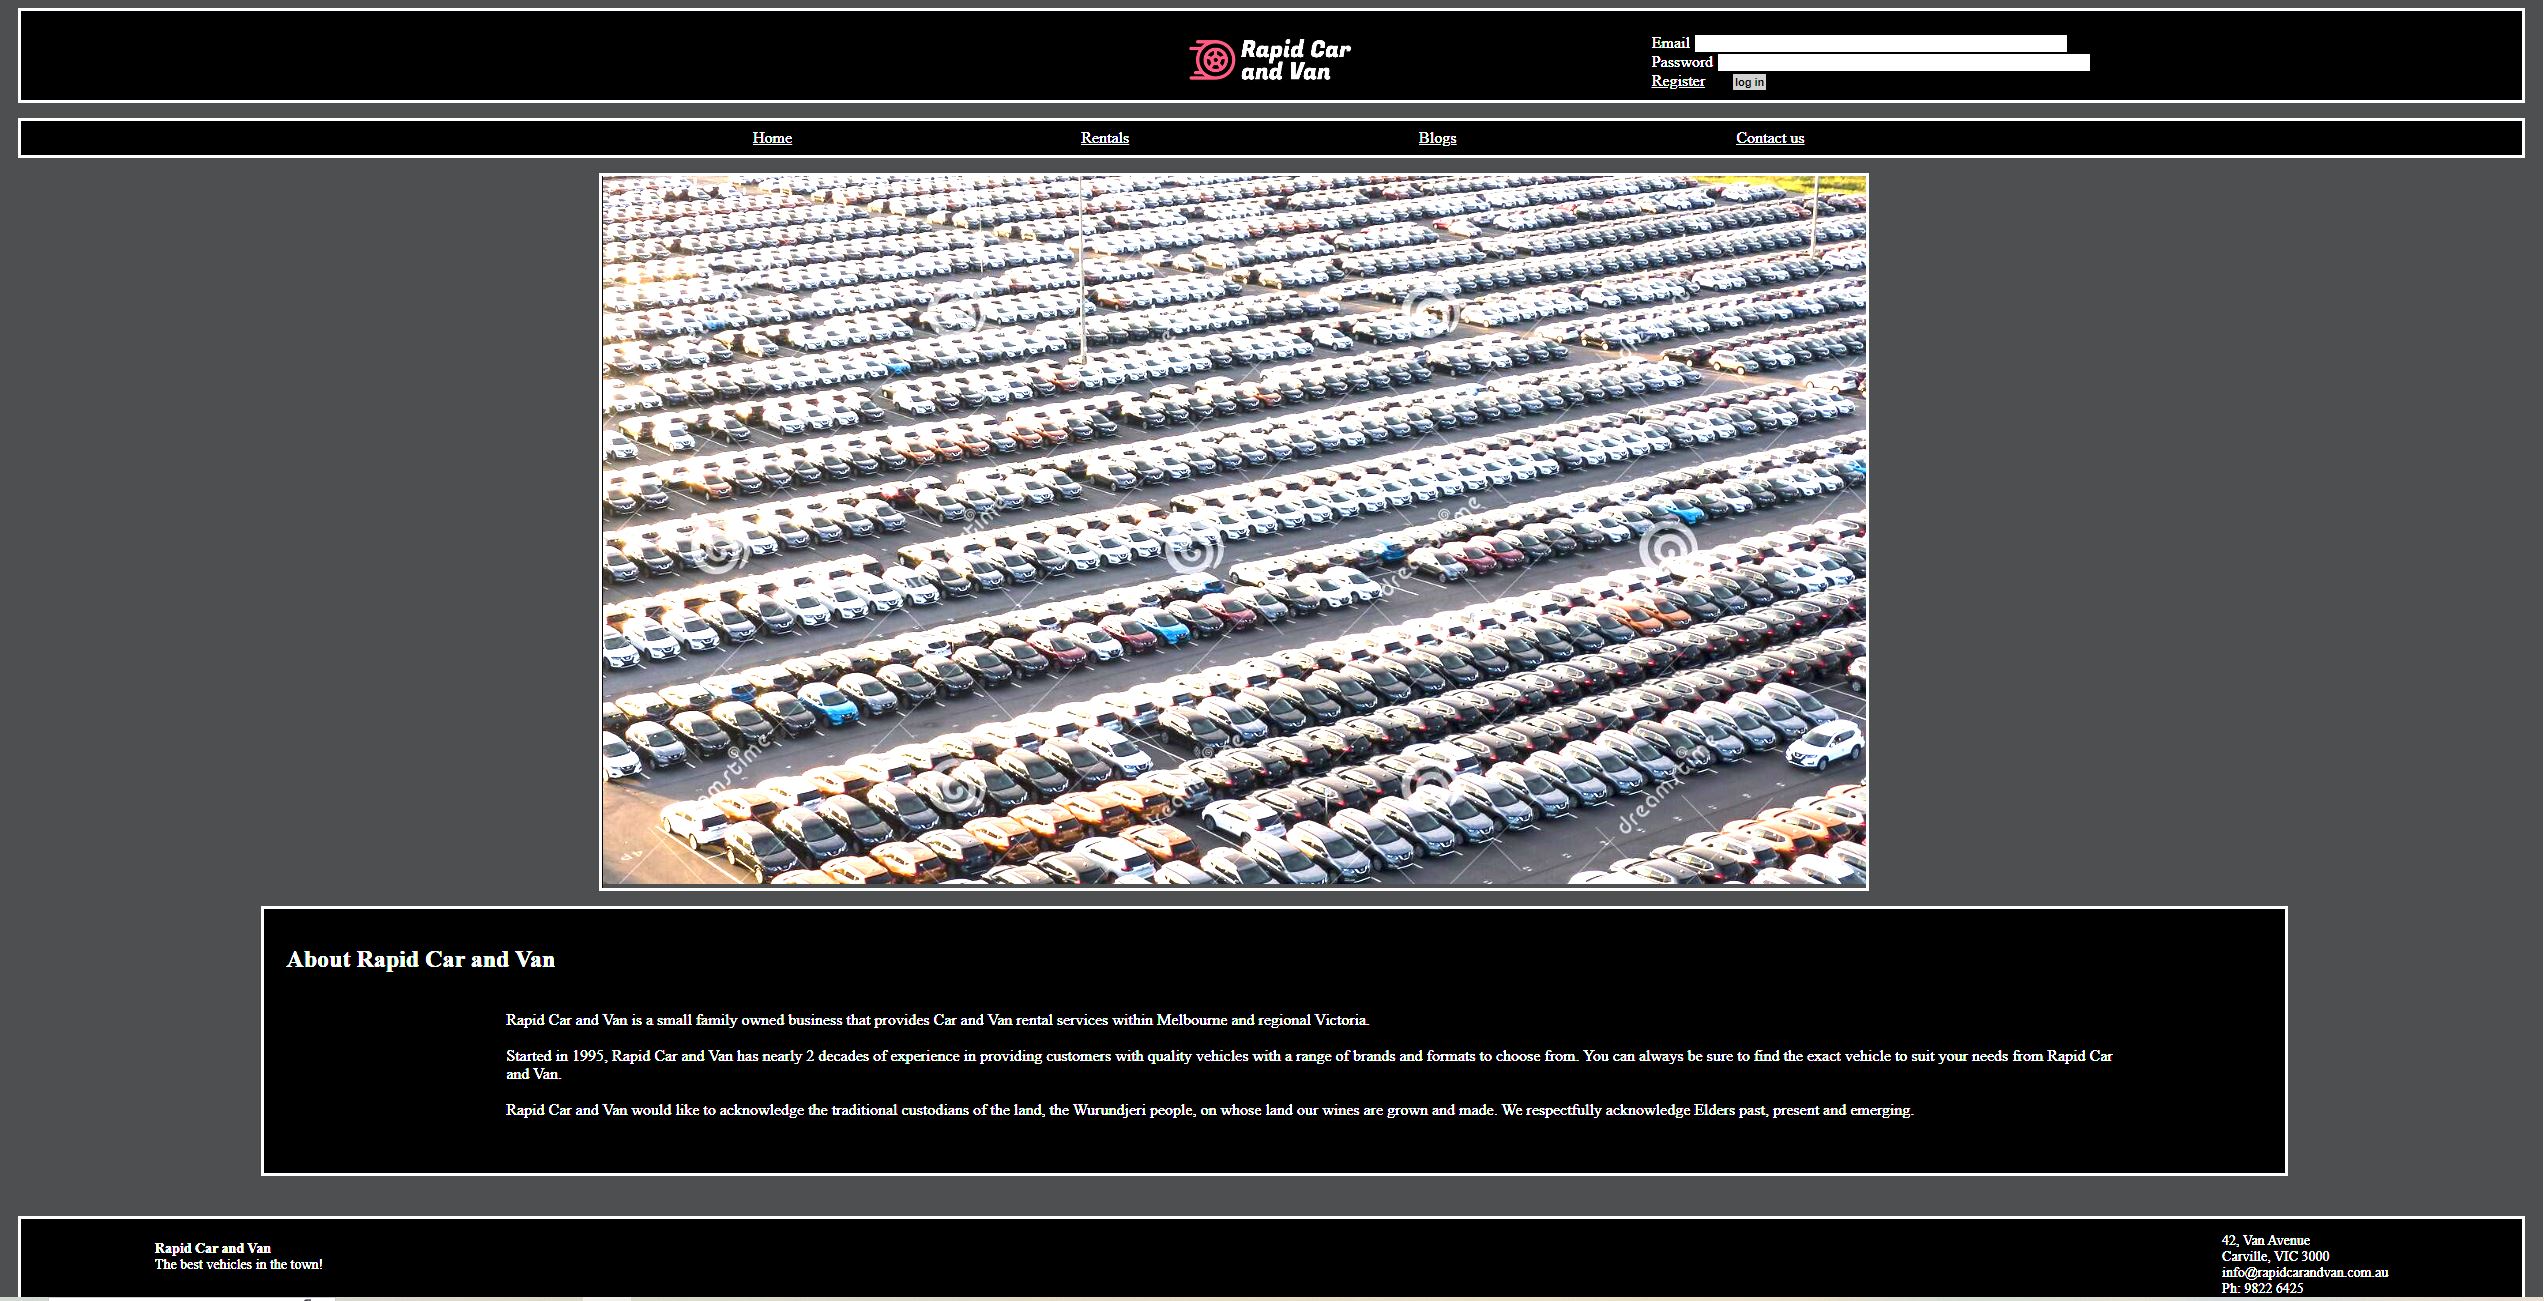 Rapid Car
and Van
Email
Password
Register log in
Home Rentals Blogs Contact us
dreamstime
dreamstime
dreamstime
About Rapid Car and Van
Rapid Car and Van is a small family owned business that provides Car and Van rental services within Melbourne and regional Victoria.
Started in 1995, Rapid Car and Van has nearly 2 decades of experience in providing customers with quality vehicles with a range of brands and formats to choose from. You can always be sure to find the exact vehicle to suit your needs from Rapid Car
and Van.
Rapid Car and Van would like to acknowledge the traditional custodians of the land, the Wurundjeri people, on whose land our wines are grown and made. We respectfully acknowledge Elders past, present and emerging.
Rapid Car and Van
The best vehicles in the town!
42, Van Avenue
Carville, VIC 3000
info@rapidcarandvan.com.au
Ph: 9822 6425